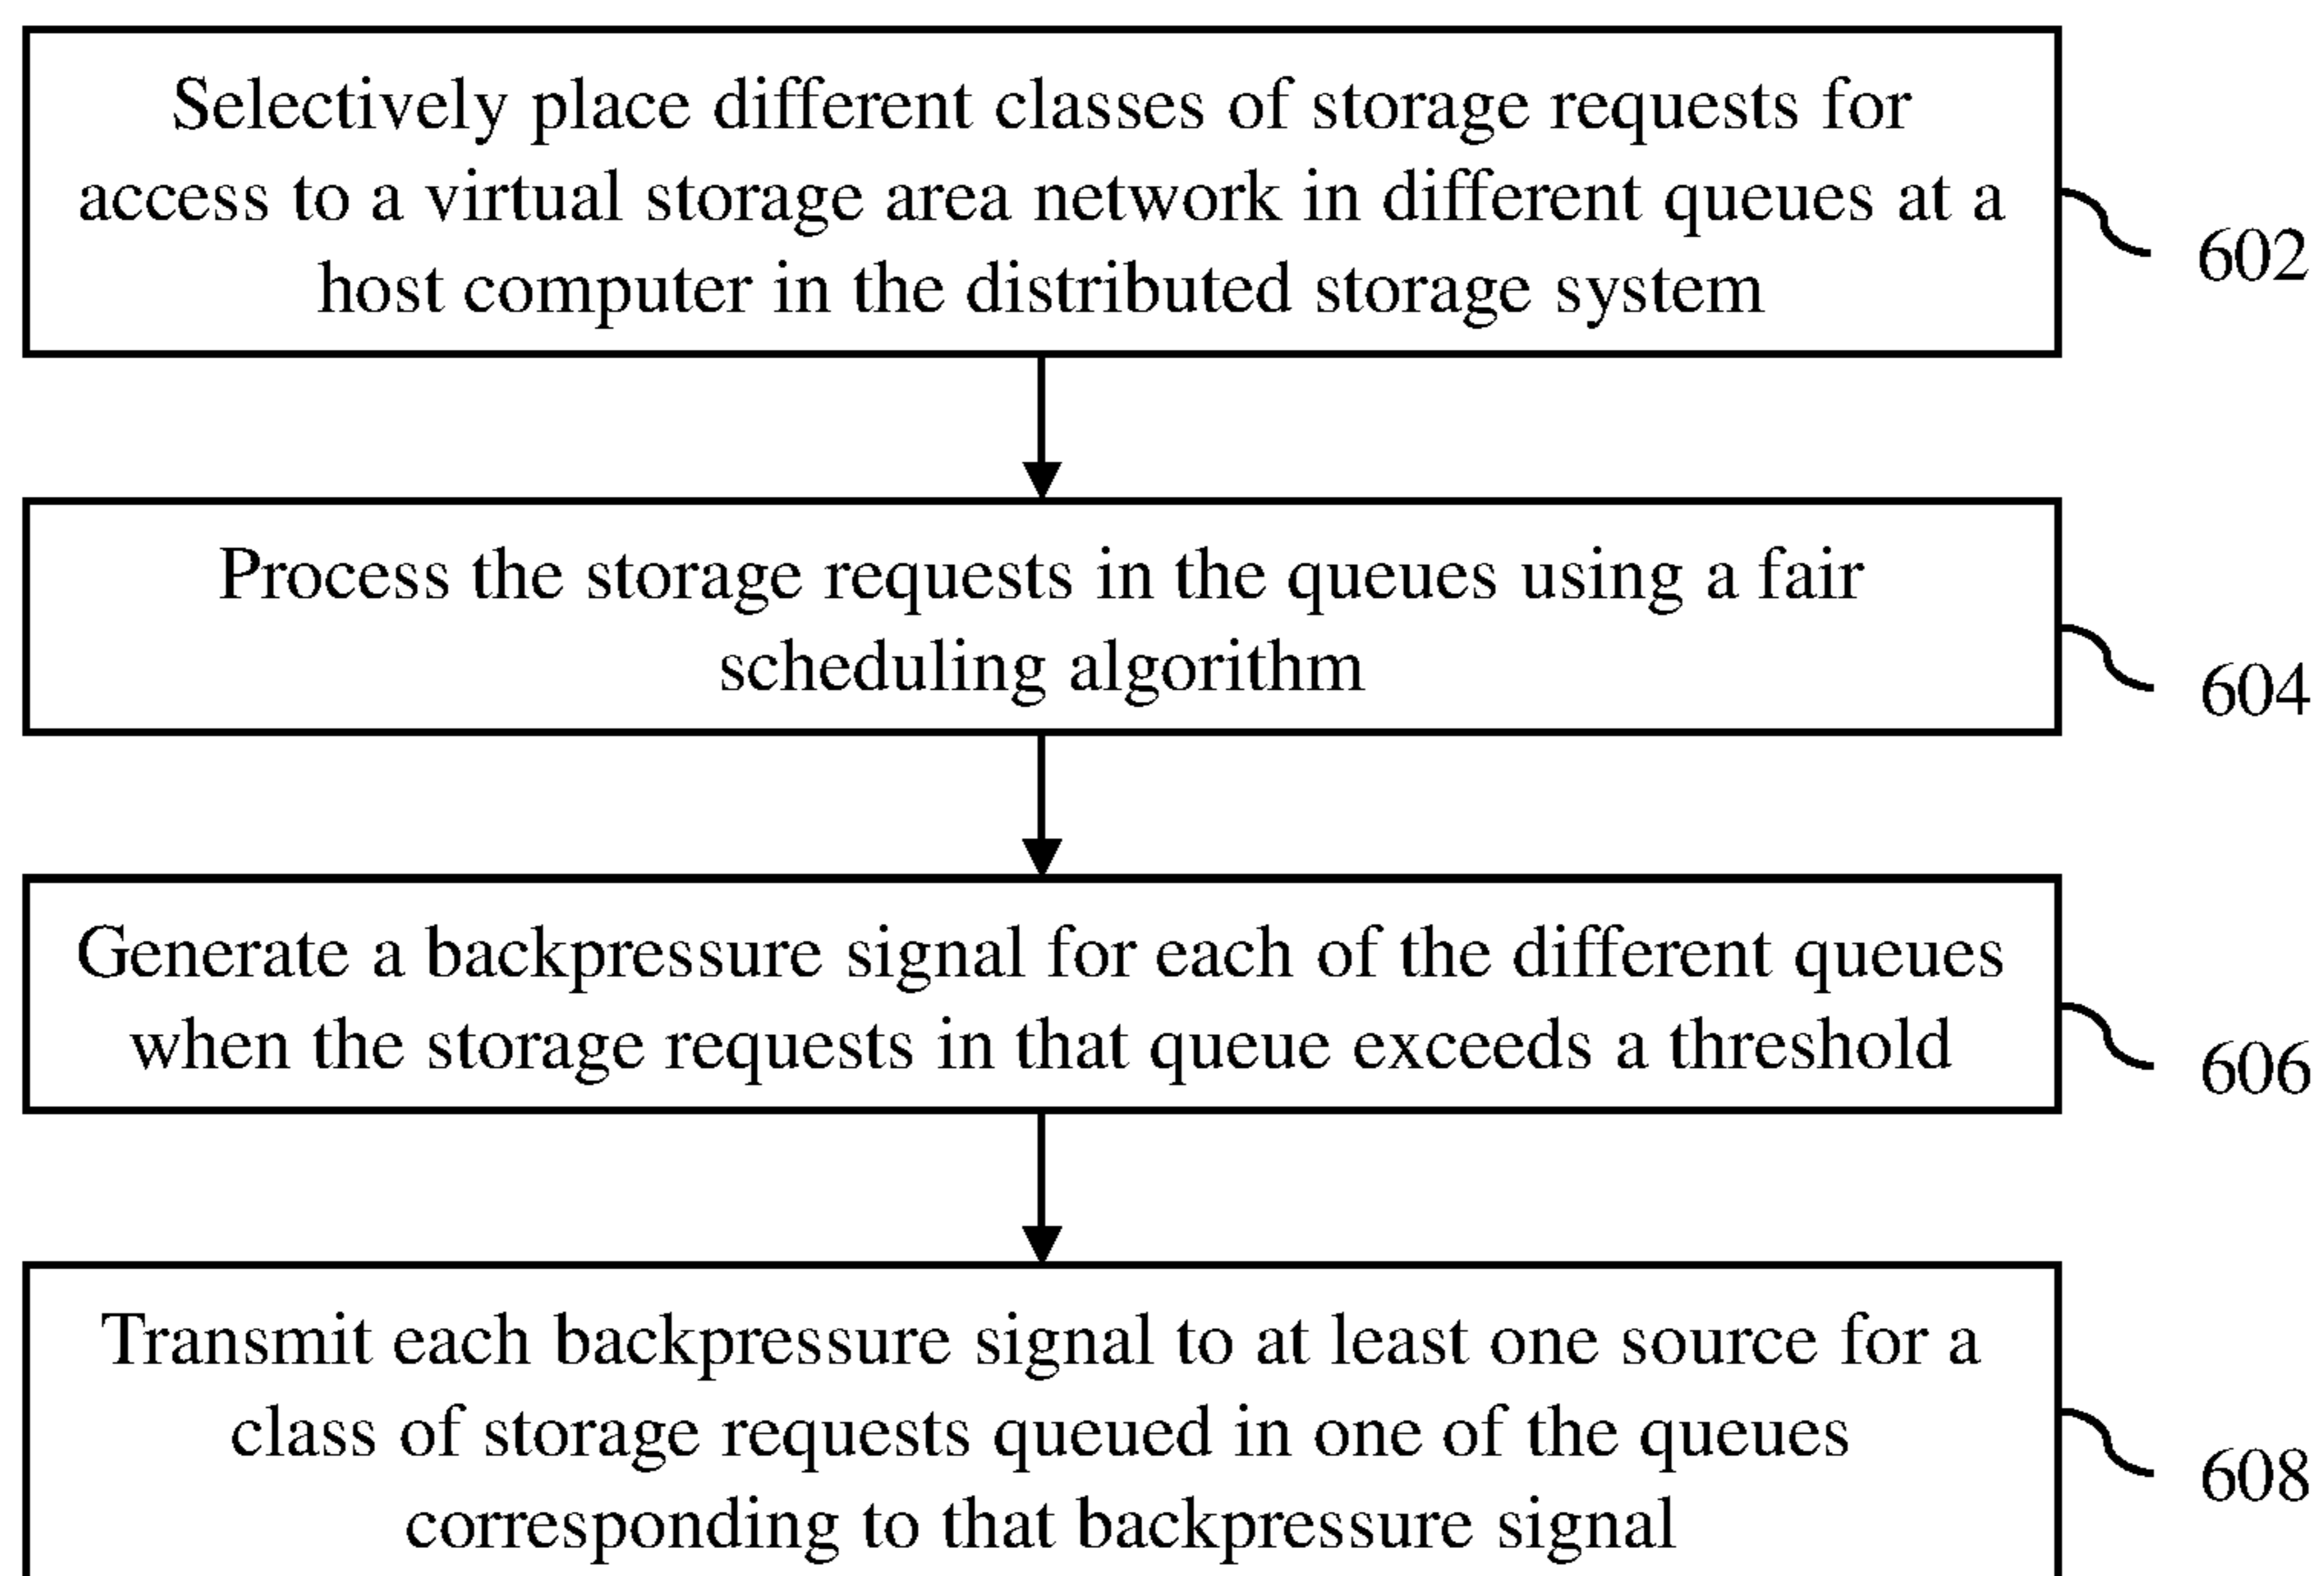 Selectively place different classes of storage requests for
access to a virtual storage area network in different queues at a
host computer in the distributed storage system
602
Process the storage requests in the queues using a fair
scheduling algorithm
604
Generate a backpressure signal for each of the different queues
when the storage requests in that queue exceeds a threshold
606
Transmit each backpressure signal to at least one source for a
class of storage requests queued in one of the queues
corresponding to that backpressure signal
608